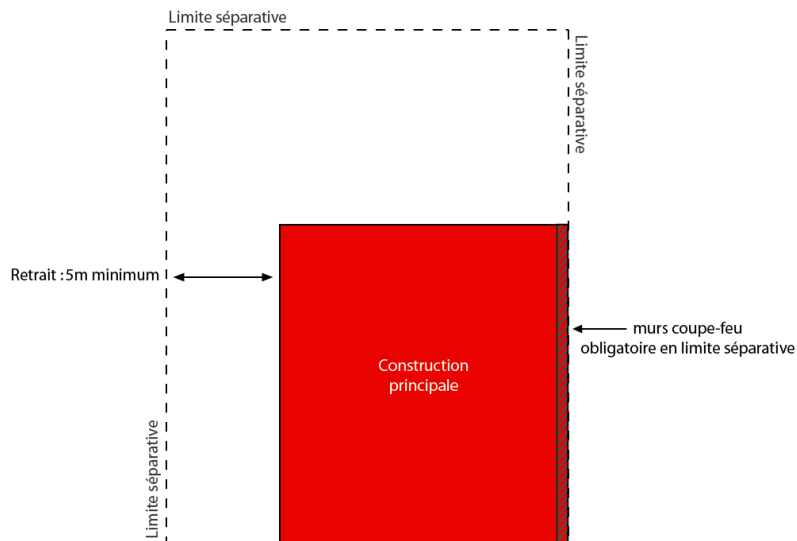 Limite séparative
Limite séparative
Retrait : 5m minimum
murs coupe-feu
obligatoire en limite séparative
Construction
principale
Limite séparative